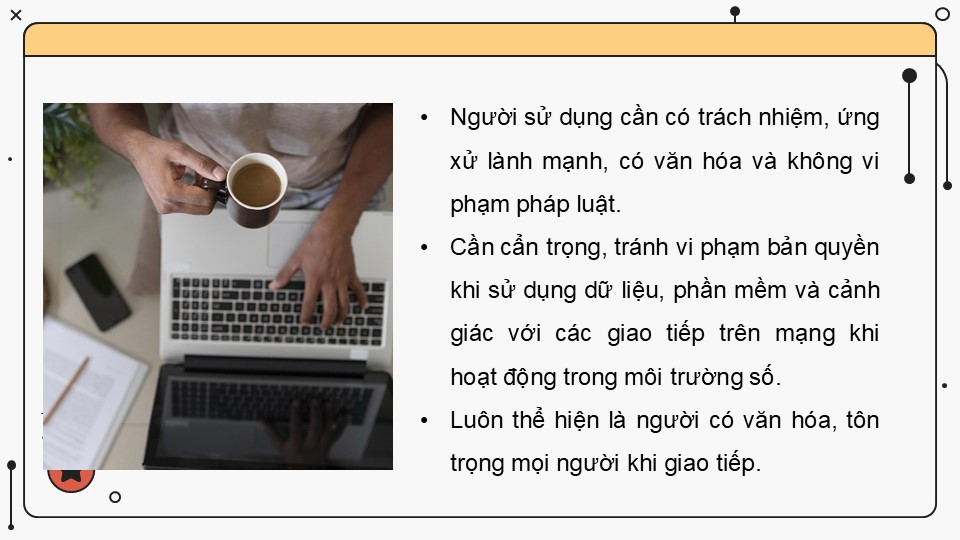 • Người sử dụng cần có trách nhiệm, ứng
xử lành mạnh, có văn hóa và không vi
phạm pháp luật.
• Cần cẩn trọng, tránh vi phạm bản quyền
khi sử dụng dữ liệu, phần mềm và cảnh
giác với các giao tiếp trên mạng khi
hoạt động trong môi trường số.
• Luôn thể hiện là người có văn hóa, tôn
trọng mọi người khi giao tiếp.